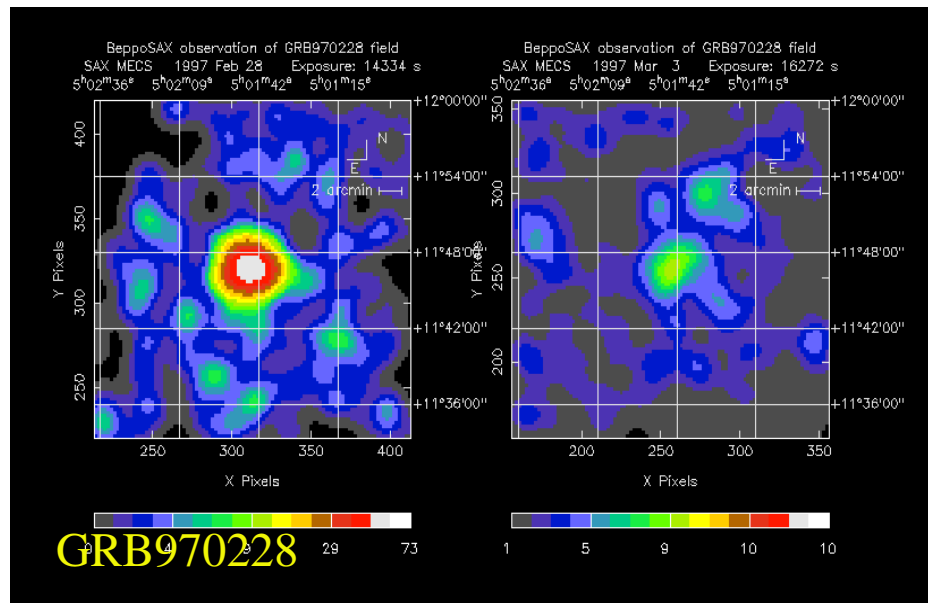 BeppoSAX observation of GRB970228 field
SAX MECS 1997 Feb 28 Exposure: 14334 s
5h02m36s 5h02m09s 5h01m42s 5h01m15s
+12°00'00"
400
N
E
+11°54'00"
2 arcmin
350
Y Pixels
+11°48'00"
300
+11°42'00"
250
+11°36'00"
250 300 350 400
X Pixels
29 73
GRB970228
BeppoSAX observation of GRB970228 field
SAX MECS 1997 Mar 3 Exposure: 16272 s
5h02m36s 5h02m09s 5h01m42s 5h01m15s
350
+12°00'00"
N
E
+11°54'00"
300
2 arcmin
Y Pixels
+11°48'00"
250
+11°42'00"
200
+11°36'00"
200 250 300 350
X Pixels
1 5 9 10 10